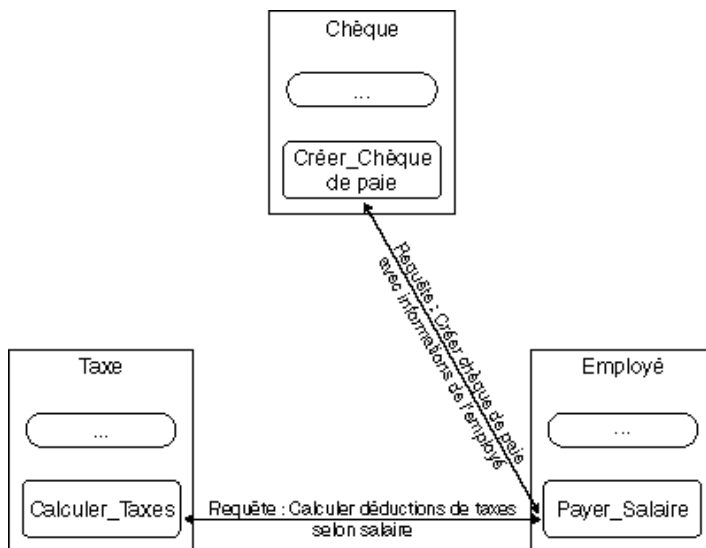 Chèque
...
Créer_Chèque
de paie
Requête : Créer chèque de paie
avec informations de l'employé
Taxe
...
Calculer_Taxes
Requête : Calculer déductions de taxes
selon salaire
Employé
...
Payer_Salaire